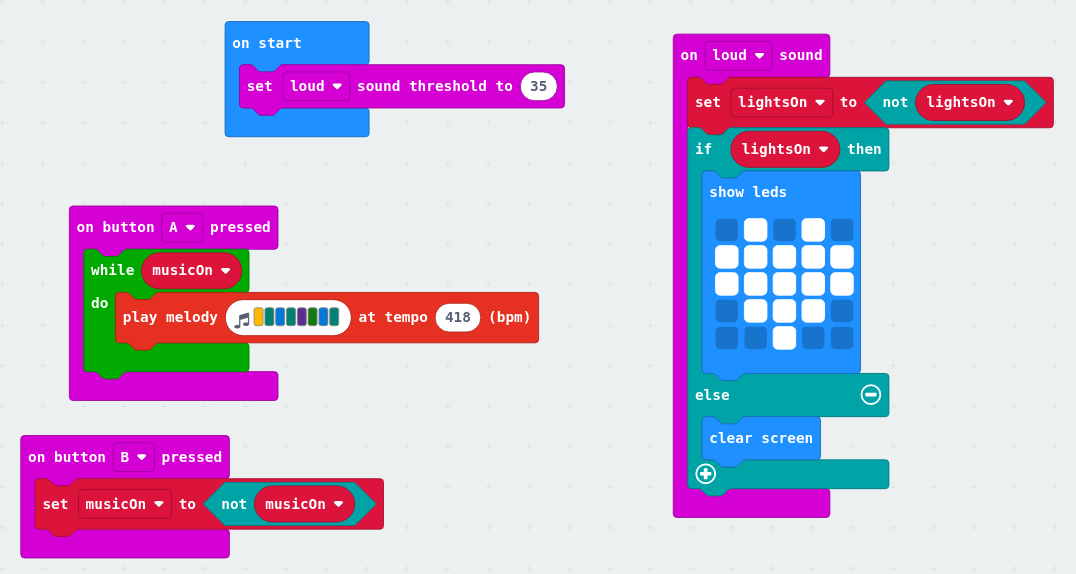 on start
set loud sound threshold to 35
on button A pressed
while musicOn
do
play melody at tempo 418 (bpm)
on button B pressed
set musicOn to not musicOn
on loud sound
set lightsOn to not lightsOn
if lightsOn then
show leds
else
clear screen